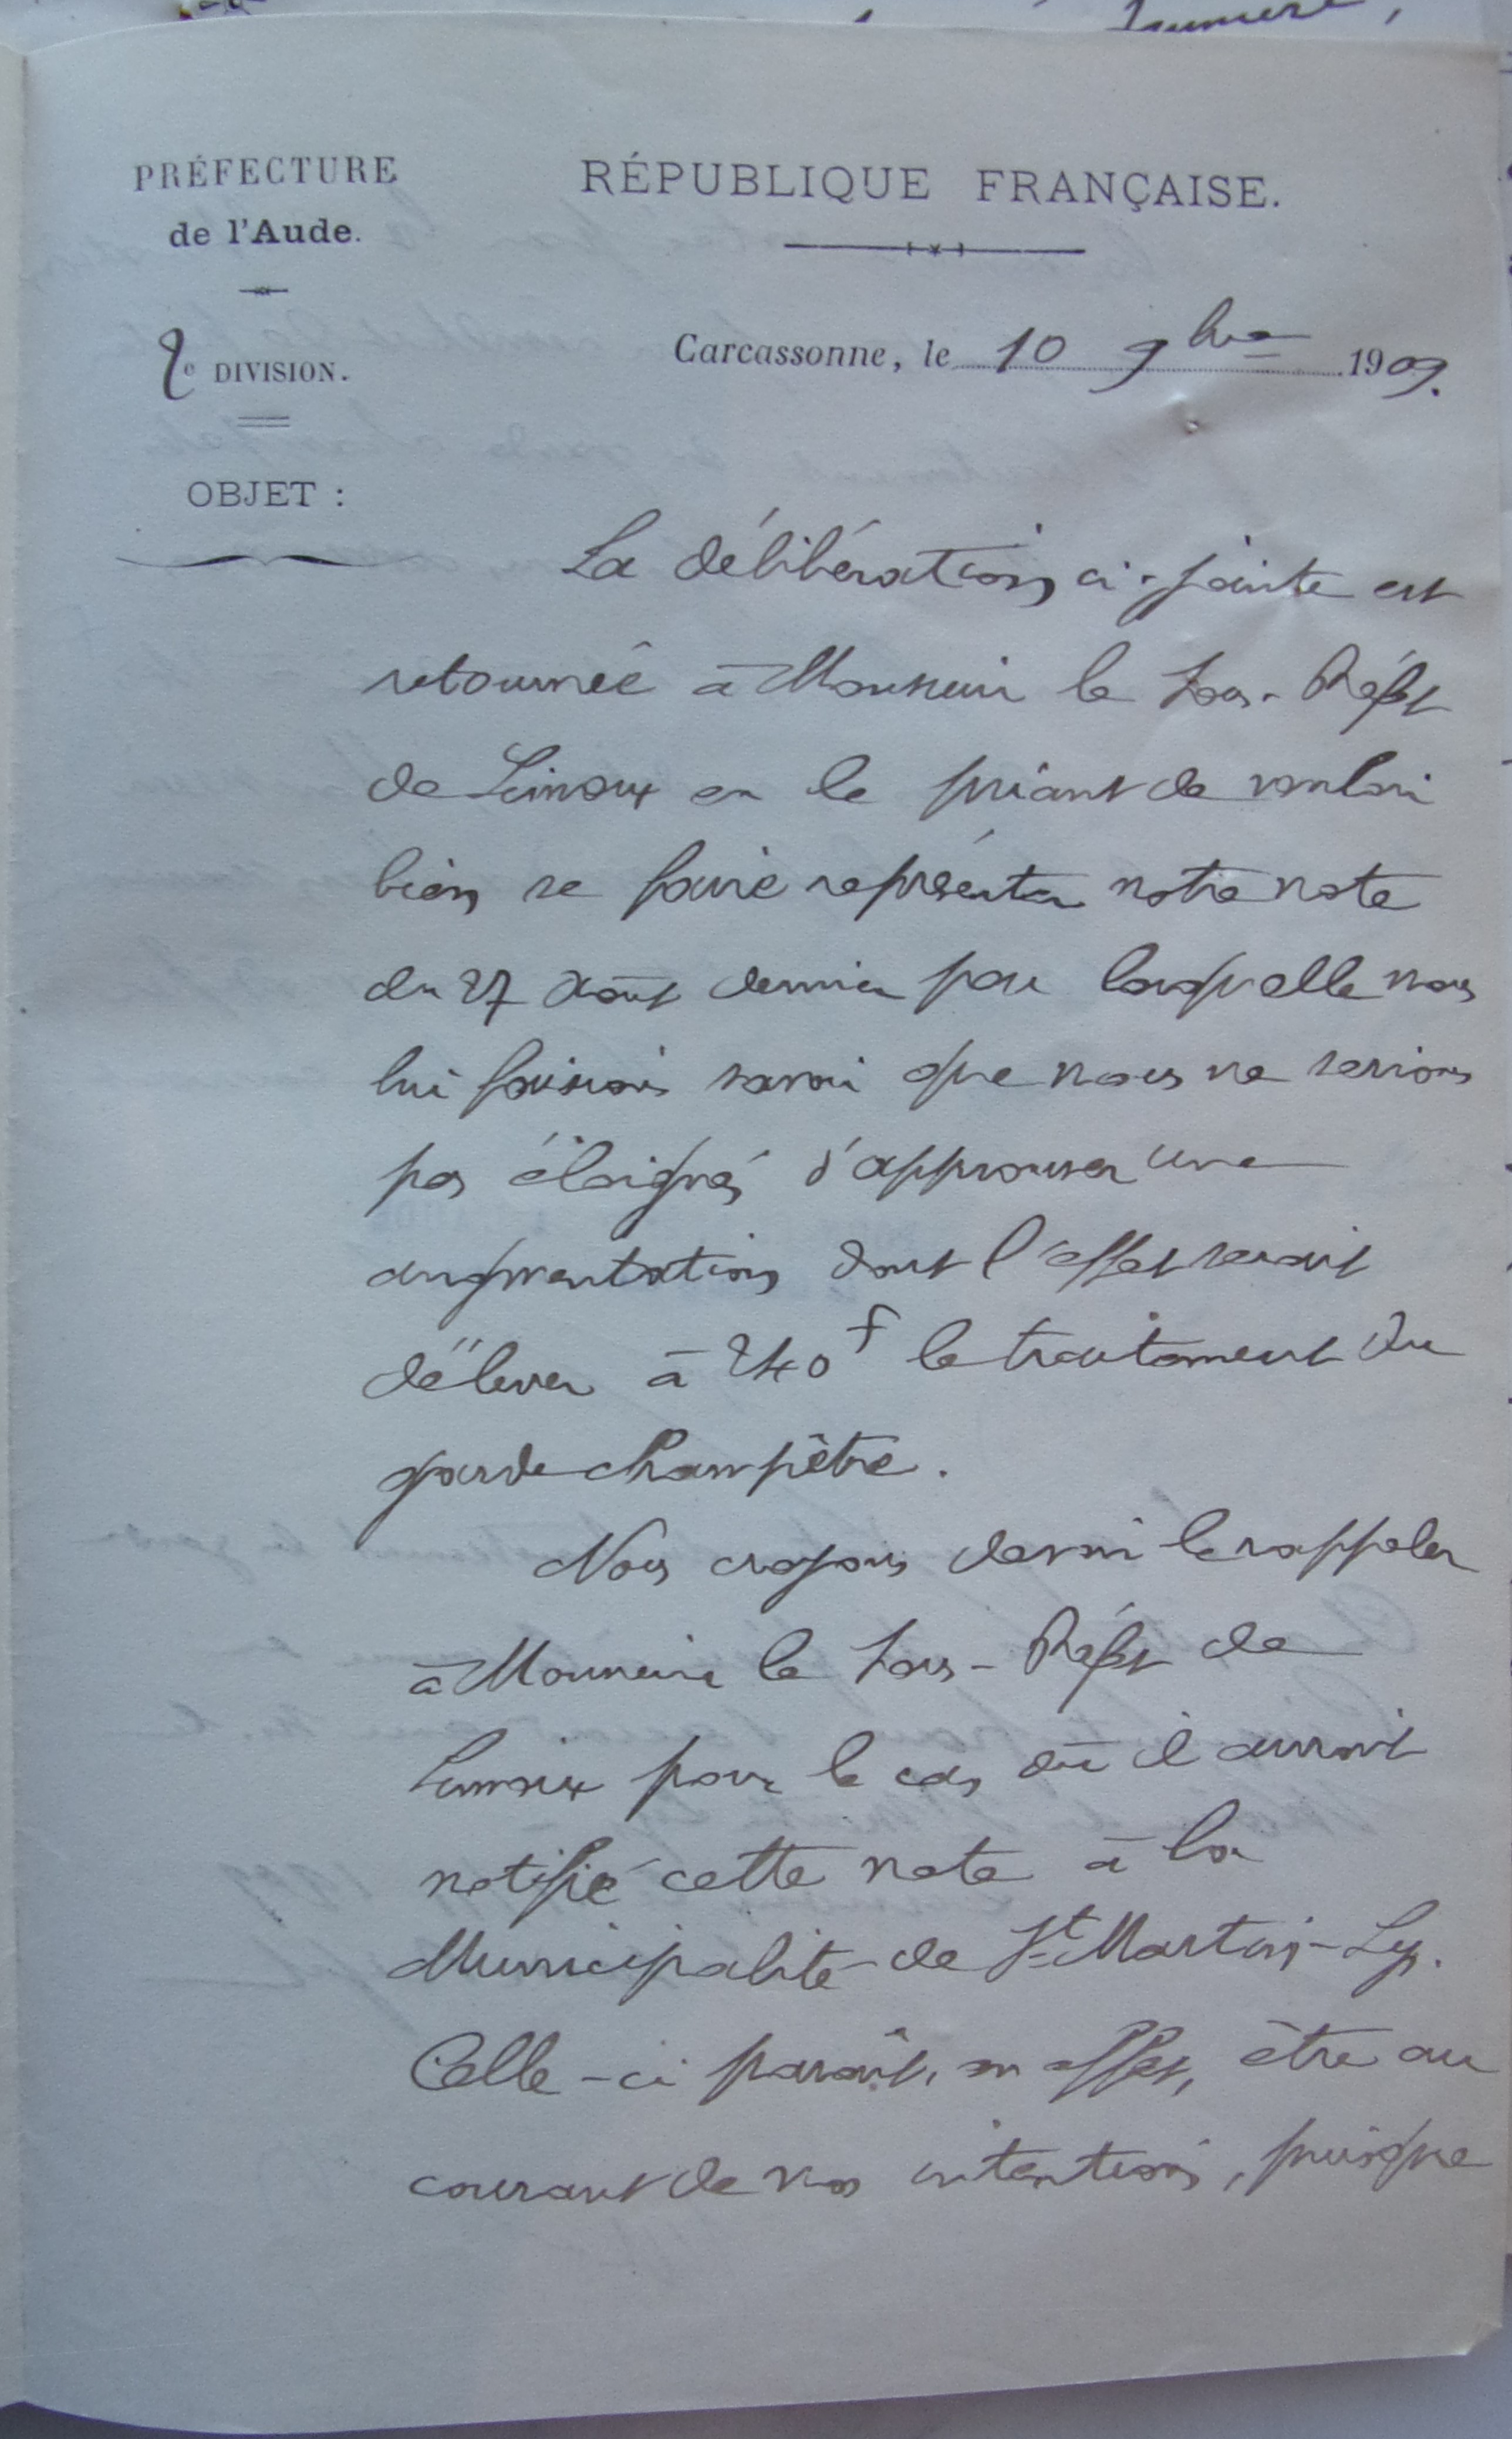 PRÉFECTURE
de l'Aude.
RÉPUBLIQUE FRANÇAISE.
2e DIVISION.
Carcassonne, le 10 9bre 1909.
OBJET :
La délibération ci-jointe est
retournée à Monsieur le Sous-Préfet
de Limoux en le priant de vouloir
bien se faire représenter notre note
du 27 août dernier par laquelle nous
lui faisions savoir que nous ne serions
pas éloignés d'approuver une
augmentation dont l'effet serait
d'élever à 240f le traitement du
garde champêtre.
Nous croyons devoir le rappeler
à Monsieur le Sous-Préfet de
Limoux pour le cas où il aurait
notifié cette note à la
Municipalité de St Martin-Lys.
Celle-ci paraît, en effet, être au
courant de nos intentions, puisque